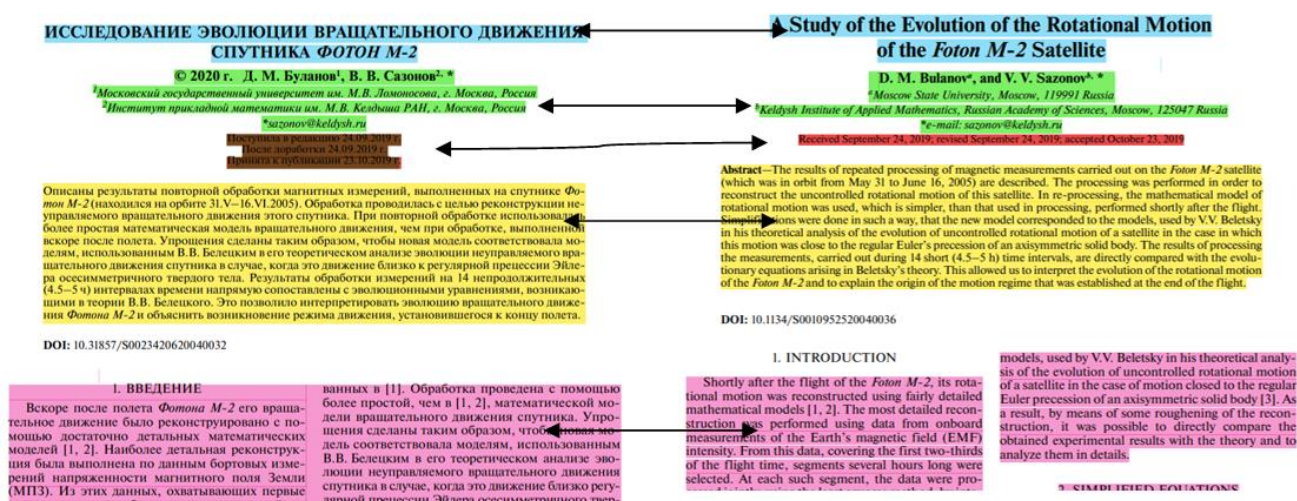 ИССЛЕДОВАНИЕ ЭВОЛЮЦИИ ВРАЩАТЕЛЬНОГО ДВИЖЕНИЯ
СПУТНИКА ФОТОН М-2
© 2020 г. Д. М. Буланов¹, В. В. Сазонов²˒ *
¹Московский государственный университет им. М.В. Ломоносова, г. Москва, Россия
²Институт прикладной математики им. М.В. Келдыша РАН, г. Москва, Россия
*sazonov@keldysh.ru
Поступила в редакцию 24.09.2019 г.
После доработки 24.09.2019 г.
Принята к публикации 23.10.2019 г.
Описаны результаты повторной обработки магнитных измерений, выполненных на спутнике Фо-
тон М-2 (находился на орбите 31.V–16.VI.2005). Обработка проводилась с целью реконструкции не-
управляемого вращательного движения этого спутника. При повторной обработке использовалась
более простая математическая модель вращательного движения, чем при обработке, выполненной
вскоре после полета. Упрощения сделаны таким образом, чтобы новая модель соответствовала мо-
делям, использованным В.В. Белецким в его теоретическом анализе эволюции неуправляемого вра-
щательного движения спутника в случае, когда это движение близко к регулярной прецессии Эйле-
ра осесимметричного твердого тела. Результаты обработки измерений на 14 непродолжительных
(4.5–5 ч) интервалах времени напрямую сопоставлены с эволюционными уравнениями, возникаю-
щими в теории В.В. Белецкого. Это позволило интерпретировать эволюцию вращательного движе-
ния Фотона М-2 и объяснить возникновение режима движения, установившегося к концу полета.
DOI: 10.31857/S0023420620040032
1. ВВЕДЕНИЕ
Вскоре после полета Фотона М-2 его враща-
тельное движение было реконструировано с по-
мощью достаточно детальных математических
моделей [1, 2]. Наиболее детальная реконструк-
ция была выполнена по данным бортовых изме-
рений напряженности магнитного поля Земли
(МПЗ). Из этих данных, охватывающих первые
ванных в [1]. Обработка проведена с помощью
более простой, чем в [1, 2], математической мо-
дели вращательного движения спутника. Упро-
щения сделаны таким образом, чтобы новая мо-
дель соответствовала моделям, использованным
В.В. Белецким в его теоретическом анализе эво-
люции неуправляемого вращательного движения
спутника в случае, когда это движение близко регу-
лярной прецессии Эйлера осесимметричного твер-
A Study of the Evolution of the Rotational Motion
of the Foton M-2 Satellite
D. M. Bulanovᵃ, and V. V. Sazonovᵇ˒ *
ᵃMoscow State University, Moscow, 119991 Russia
ᵇKeldysh Institute of Applied Mathematics, Russian Academy of Sciences, Moscow, 125047 Russia
*e-mail: sazonov@keldysh.ru
Received September 24, 2019; revised September 24, 2019; accepted October 23, 2019
Abstract—The results of repeated processing of magnetic measurements carried out on the Foton M-2 satellite
(which was in orbit from May 31 to June 16, 2005) are described. The processing was performed in order to
reconstruct the uncontrolled rotational motion of this satellite. In re-processing, the mathematical model of
rotational motion was used, which is simpler, than that used in processing, performed shortly after the flight.
Simplifications were done in such a way, that the new model corresponded to the models, used by V.V. Beletsky
in his theoretical analysis of the evolution of uncontrolled rotational motion of a satellite in the case in which
this motion was close to the regular Euler's precession of an axisymmetric solid body. The results of processing
the measurements, carried out during 14 short (4.5–5 h) time intervals, are directly compared with the evolu-
tionary equations arising in Beletsky's theory. This allowed us to interpret the evolution of the rotational motion
of the Foton M-2 and to explain the origin of the motion regime that was established at the end of the flight.
DOI: 10.1134/S0010952520040036
1. INTRODUCTION
Shortly after the flight of the Foton M-2, its rota-
tional motion was reconstructed using fairly detailed
mathematical models [1, 2]. The most detailed recon-
struction was performed using data from onboard
measurements of the Earth's magnetic field (EMF)
intensity. From this data, covering the first two-thirds
of the flight time, segments several hours long were
selected. At each such segment, the data were pro-
models, used by V.V. Beletsky in his theoretical analy-
sis of the evolution of uncontrolled rotational motion
of a satellite in the case of motion closed to the regular
Euler precession of an axisymmetric solid body [3]. As
a result, by means of some roughening of the recon-
struction, it was possible to directly compare the
obtained experimental results with the theory and to
analyze them in details.
2. SIMPLIFIED EQUATIONS